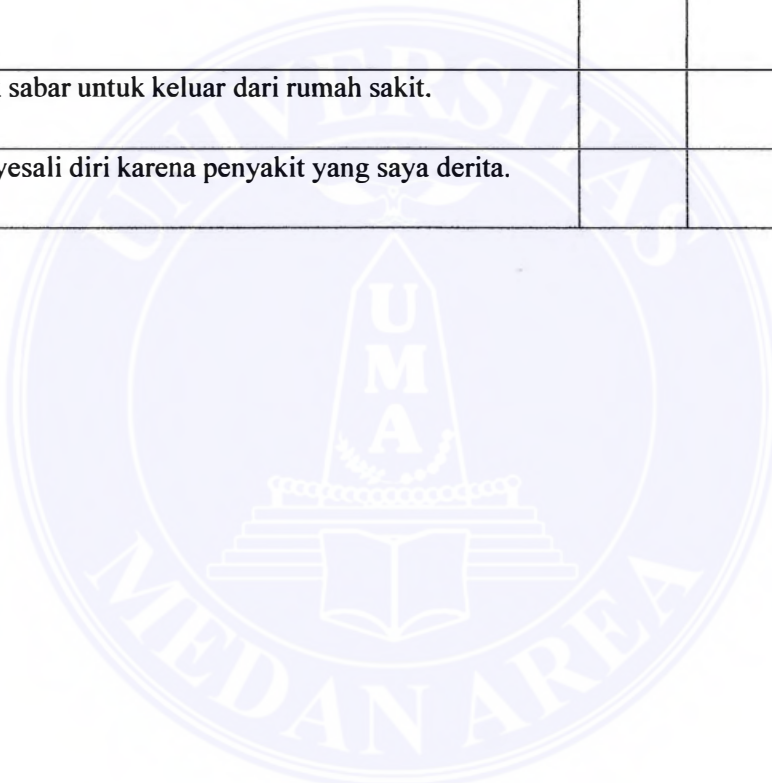 sabar untuk keluar dari rumah sakit.
yesali diri karena penyakit yang saya derita.
UNIVERSITAS
UMA
MEDAN AREA